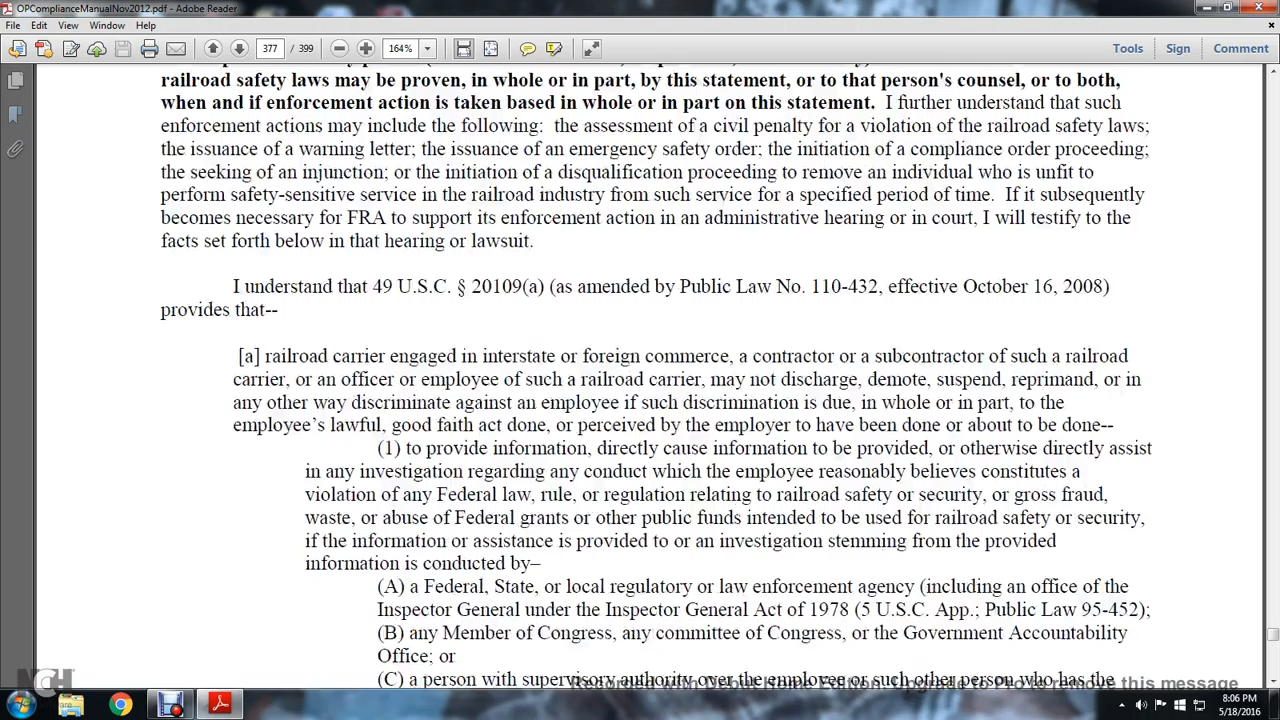 OPComplianceManualNov2012.pdf - Adobe Reader
File Edit View Window Help
377 / 399 164% Tools Sign Comment
railroad safety laws may be proven, in whole or in part, by this statement, or to that person's counsel, or to both,
when and if enforcement action is taken based in whole or in part on this statement. I further understand that such
enforcement actions may include the following: the assessment of a civil penalty for a violation of the railroad safety laws;
the issuance of a warning letter; the issuance of an emergency safety order; the initiation of a compliance order proceeding;
the seeking of an injunction; or the initiation of a disqualification proceeding to remove an individual who is unfit to
perform safety-sensitive service in the railroad industry from such service for a specified period of time. If it subsequently
becomes necessary for FRA to support its enforcement action in an administrative hearing or in court, I will testify to the
facts set forth below in that hearing or lawsuit.
I understand that 49 U.S.C. § 20109(a) (as amended by Public Law No. 110-432, effective October 16, 2008)
provides that--
[a] railroad carrier engaged in interstate or foreign commerce, a contractor or a subcontractor of such a railroad
carrier, or an officer or employee of such a railroad carrier, may not discharge, demote, suspend, reprimand, or in
any other way discriminate against an employee if such discrimination is due, in whole or in part, to the
employee's lawful, good faith act done, or perceived by the employer to have been done or about to be done--
(1) to provide information, directly cause information to be provided, or otherwise directly assist
in any investigation regarding any conduct which the employee reasonably believes constitutes a
violation of any Federal law, rule, or regulation relating to railroad safety or security, or gross fraud,
waste, or abuse of Federal grants or other public funds intended to be used for railroad safety or security,
if the information or assistance is provided to or an investigation stemming from the provided
information is conducted by–
(A) a Federal, State, or local regulatory or law enforcement agency (including an office of the
Inspector General under the Inspector General Act of 1978 (5 U.S.C. App.; Public Law 95-452);
(B) any Member of Congress, any committee of Congress, or the Government Accountability
Office; or
(C) a person with supervisory authority over the employee or such other person who has the
NCH
Recorded with Debut Home Edition. to Pro to remove this message
8:06 PM
5/18/2016